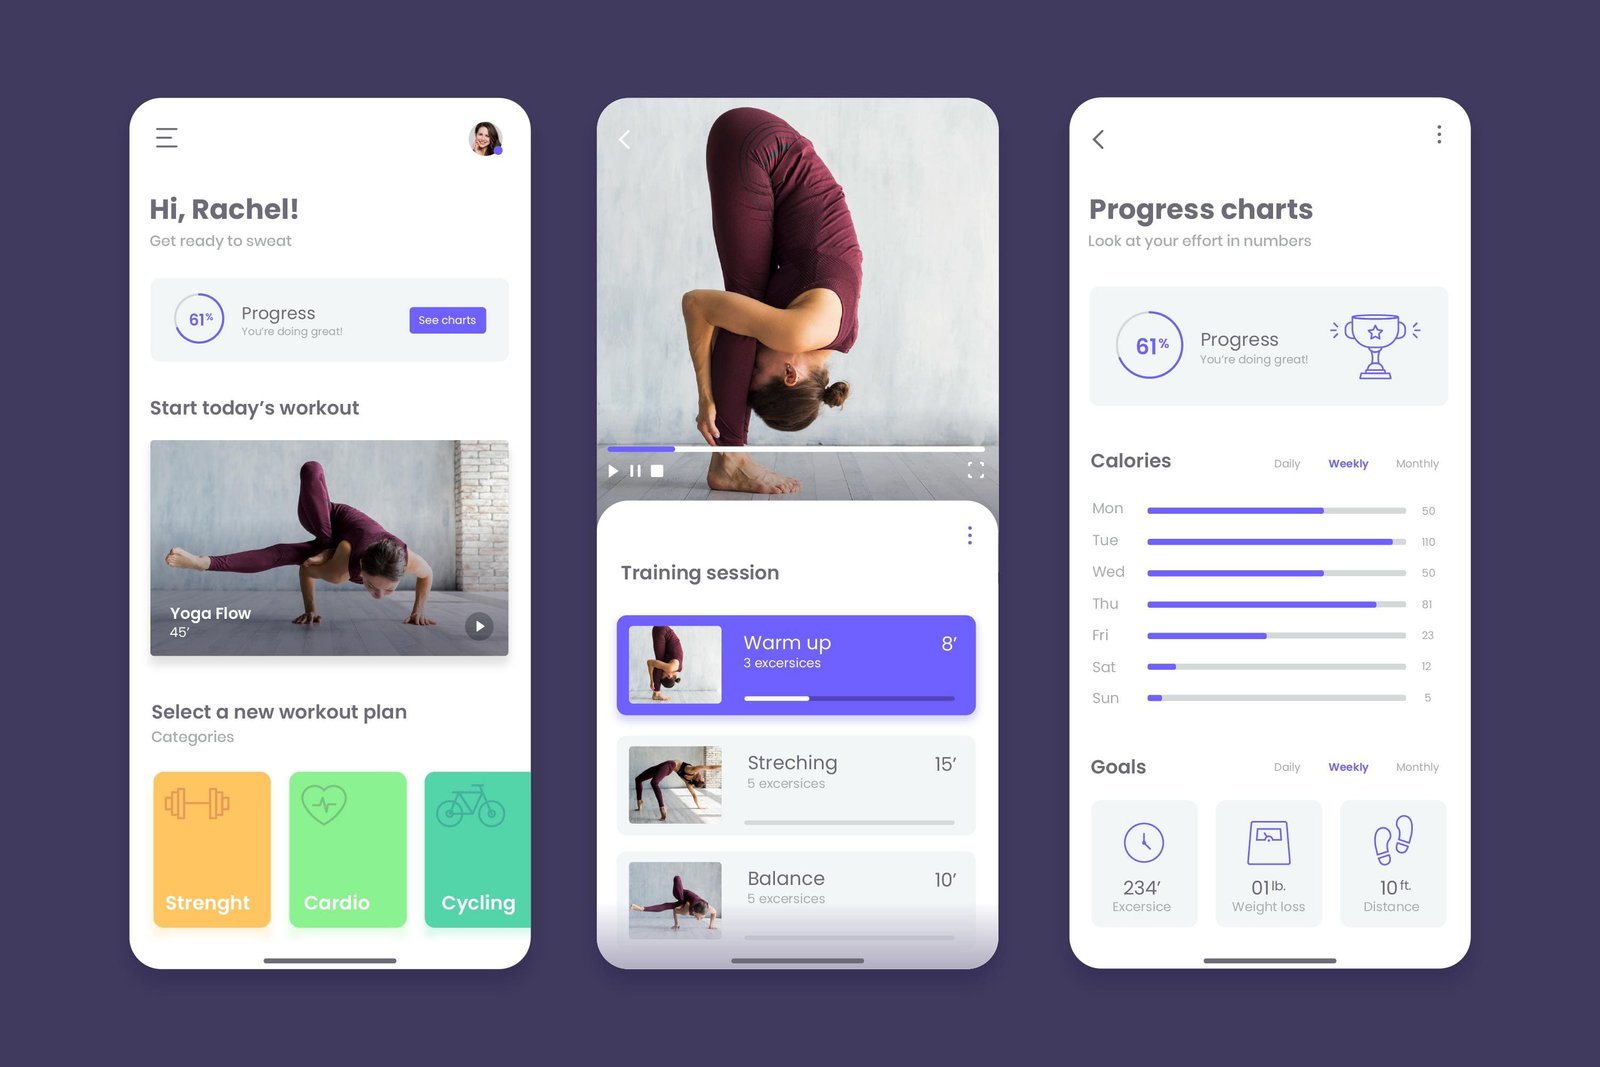 Hi, Rachel!
Get ready to sweat
61%
Progress
You're doing great!
See charts
Start today's workout
Yoga Flow
45'
Select a new workout plan
Categories
Strenght
Cardio
Cycling
Training session
Warm up
8'
3 excersices
Streching
15'
5 excersices
Balance
10'
5 excersices
Progress charts
Look at your effort in numbers
61%
Progress
You're doing great!
Calories
Daily Weekly Monthly
Mon 50
Tue 110
Wed 50
Thu 81
Fri 23
Sat 12
Sun 5
Goals
Daily Weekly Monthly
234'
Excersice
01 lb.
Weight loss
10 ft.
Distance